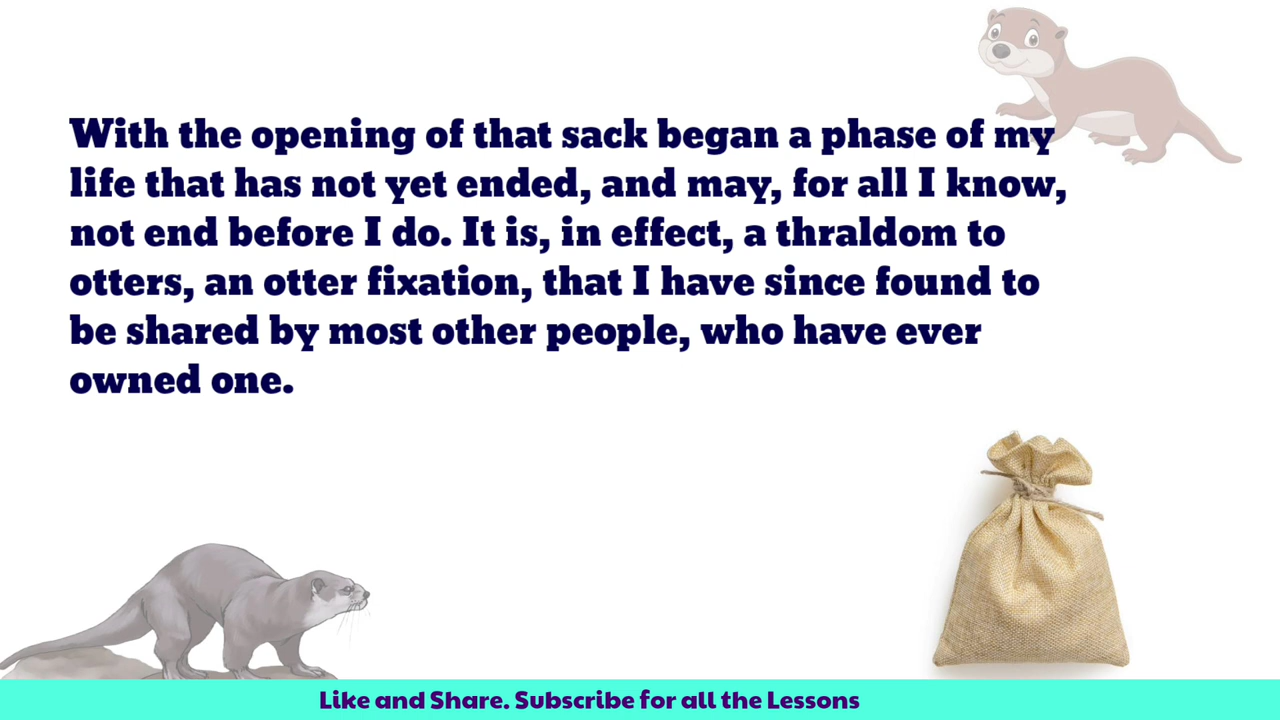 With the opening of that sack began a phase of my
life that has not yet ended, and may, for all I know,
not end before I do. It is, in effect, a thraldom to
otters, an otter fixation, that I have since found to
be shared by most other people, who have ever
owned one.
Like and Share. Subscribe for all the Lessons